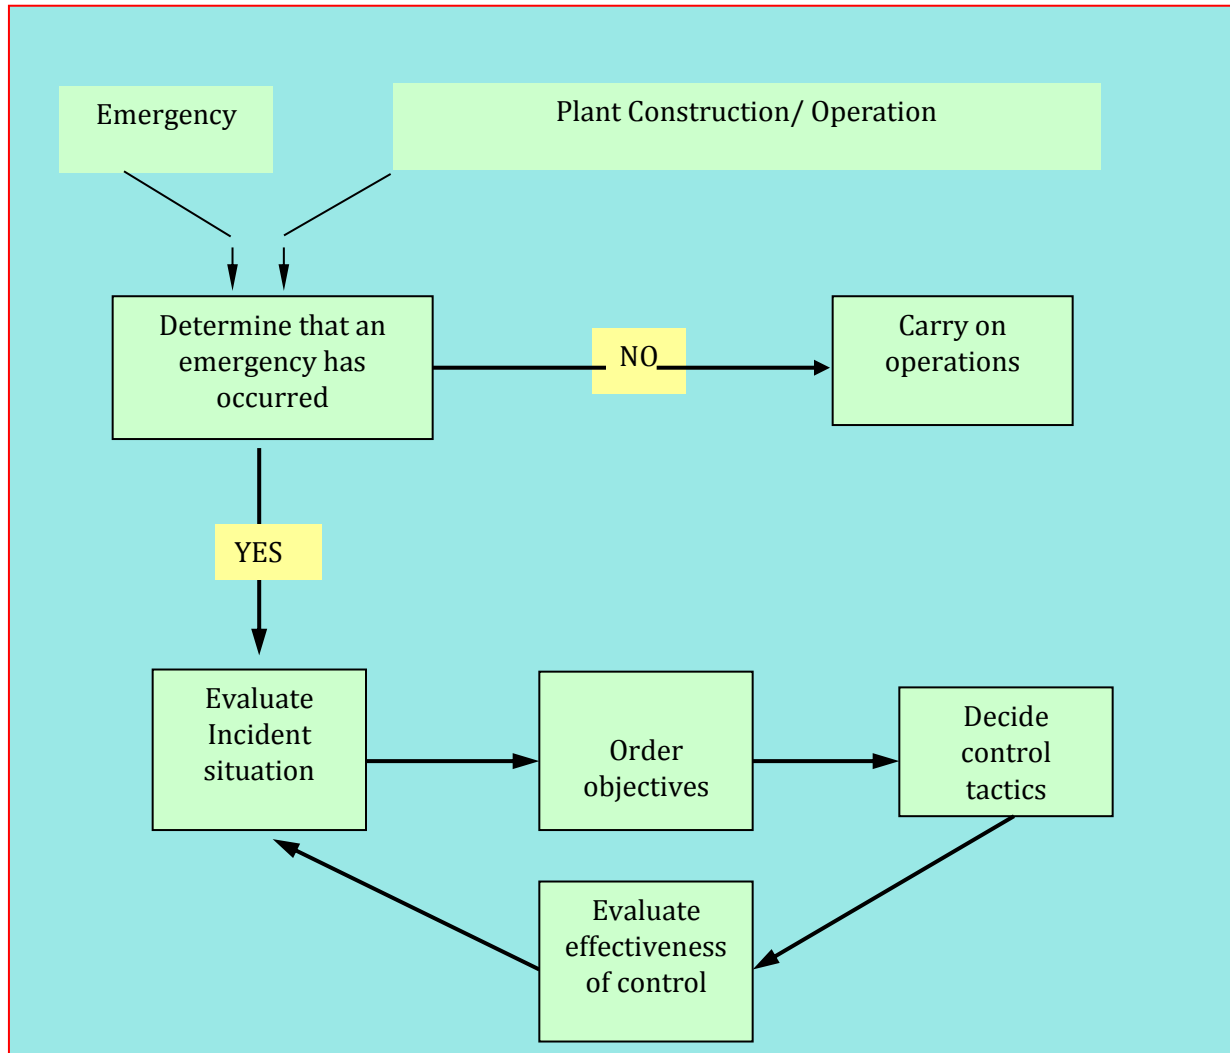 Emergency
Plant Construction/ Operation
Determine that an
emergency has
occurred
NO
Carry on
operations
YES
Evaluate
Incident
situation
Order
objectives
Decide
control
tactics
Evaluate
effectiveness
of control